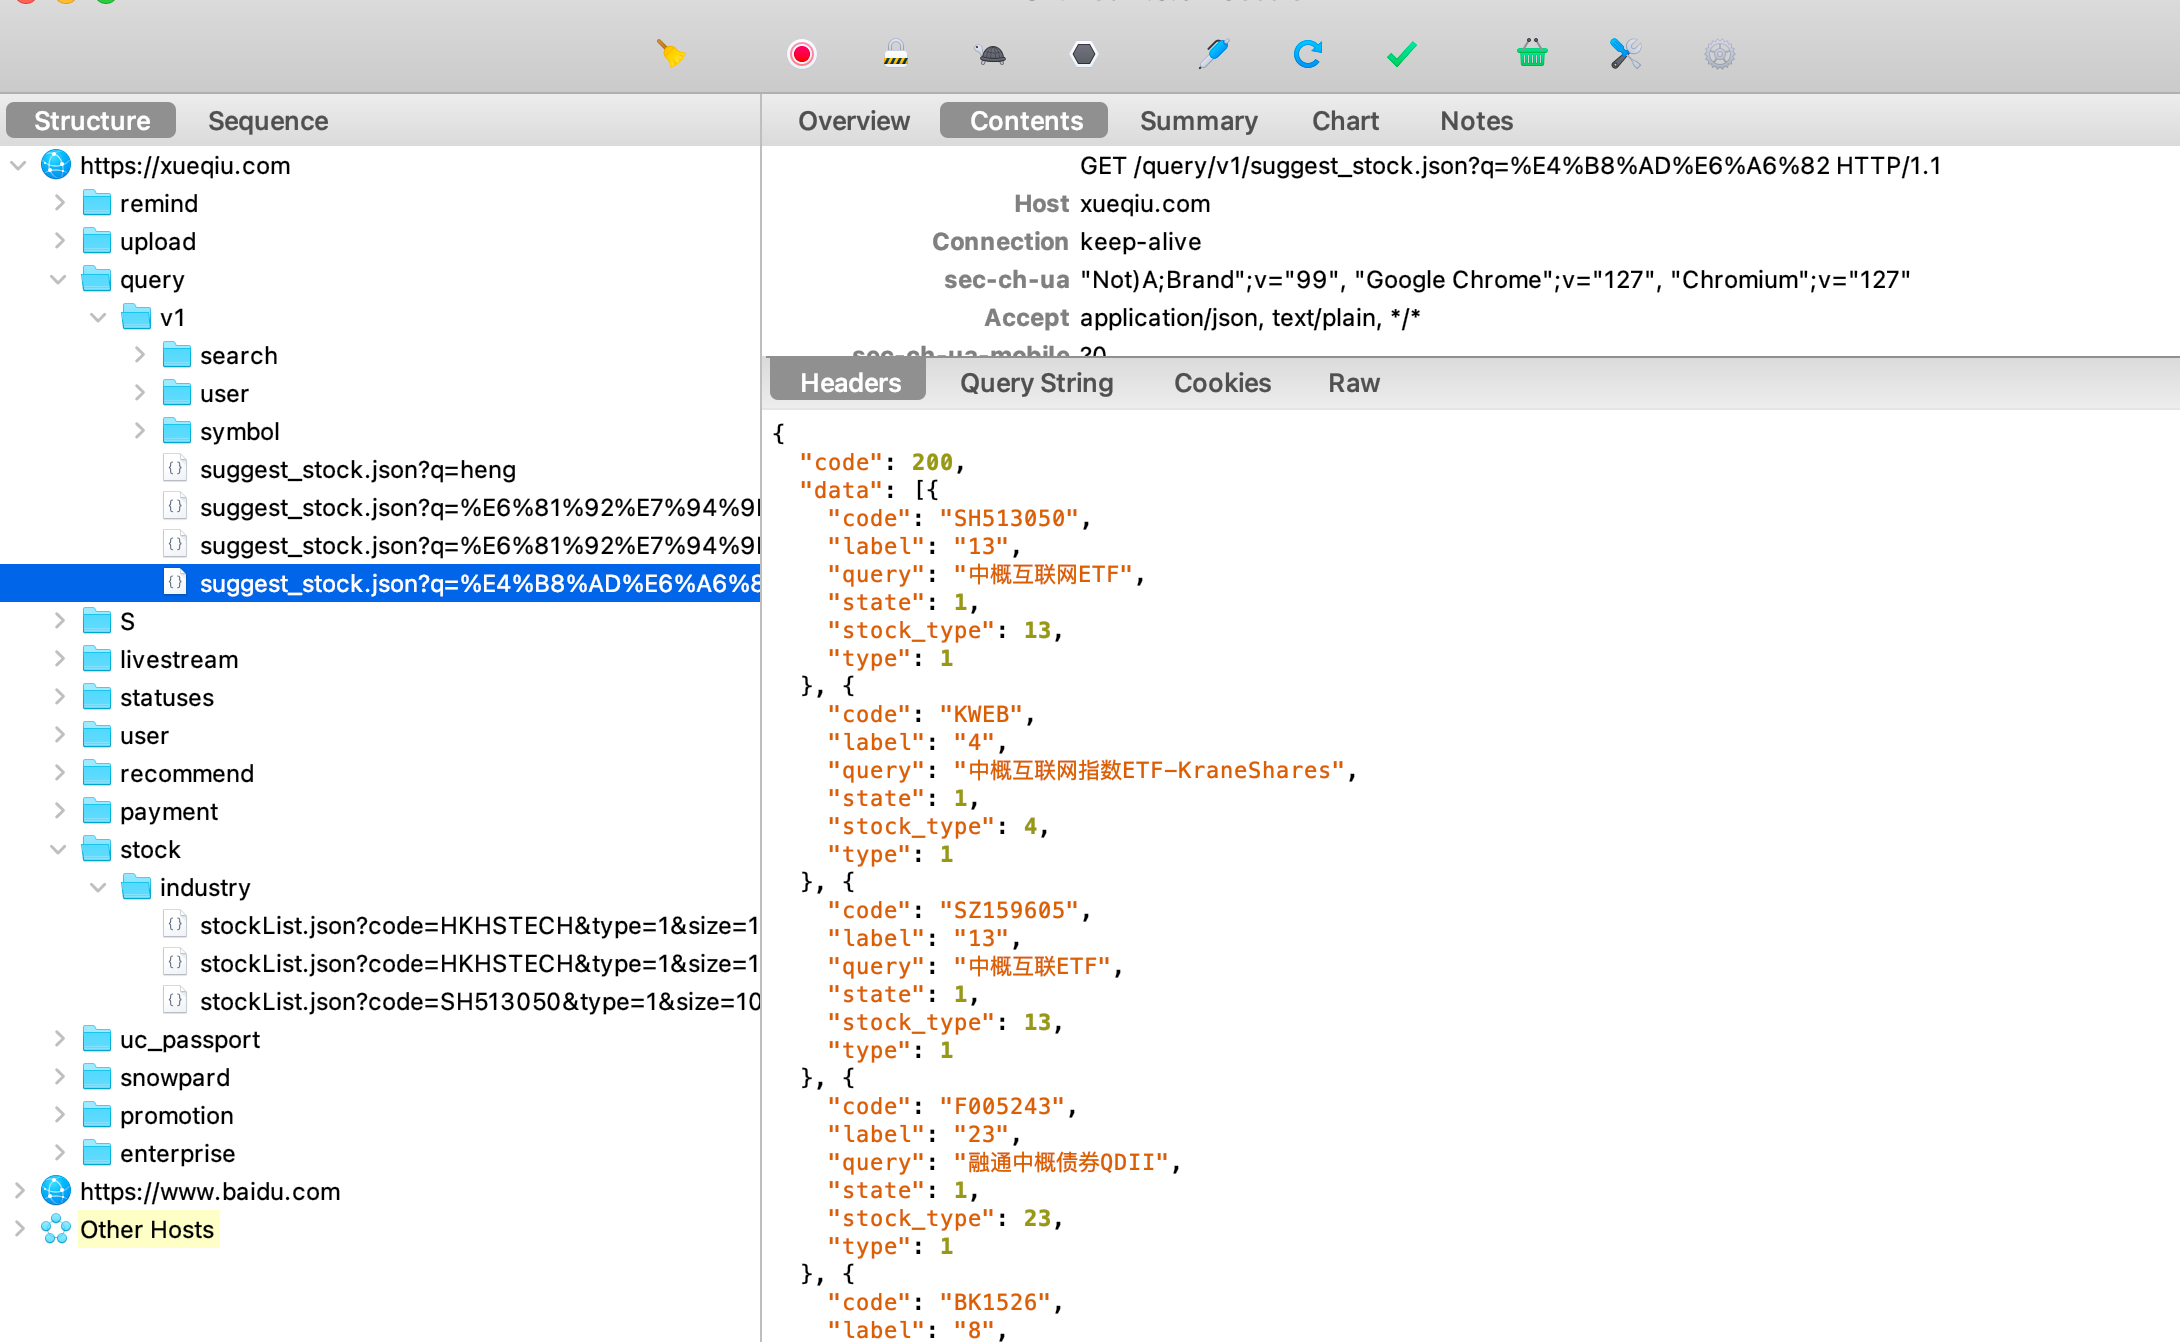 Structure
Sequence
https://xueqiu.com
remind
upload
query
v1
search
user
symbol
suggest_stock.json?q=heng
suggest_stock.json?q=%E6%81%92%E7%94%9
suggest_stock.json?q=%E6%81%92%E7%94%9
suggest_stock.json?q=%E4%B8%AD%E6%A6%8
S
livestream
statuses
user
recommend
payment
stock
industry
stockList.json?code=HKHSTECH&type=1&size=1
stockList.json?code=HKHSTECH&type=1&size=1
stockList.json?code=SH513050&type=1&size=10
uc_passport
snowpard
promotion
enterprise
https://www.baidu.com
Other Hosts
Overview
Contents
Summary
Chart
Notes
GET /query/v1/suggest_stock.json?q=%E4%B8%AD%E6%A6%82 HTTP/1.1
Host xueqiu.com
Connection keep-alive
sec-ch-ua "Not)A;Brand";v="99", "Google Chrome";v="127", "Chromium";v="127"
Accept application/json, text/plain, */*
sec-ch-ua-mobile ?0
Headers
Query String
Cookies
Raw
{
"code": 200,
"data": [{
"code": "SH513050",
"label": "13",
"query": "中概互联网ETF",
"state": 1,
"stock_type": 13,
"type": 1
}, {
"code": "KWEB",
"label": "4",
"query": "中概互联网指数ETF-KraneShares",
"state": 1,
"stock_type": 4,
"type": 1
}, {
"code": "SZ159605",
"label": "13",
"query": "中概互联ETF",
"state": 1,
"stock_type": 13,
"type": 1
}, {
"code": "F005243",
"label": "23",
"query": "融通中概债券QDII",
"state": 1,
"stock_type": 23,
"type": 1
}, {
"code": "BK1526",
"label": "8",